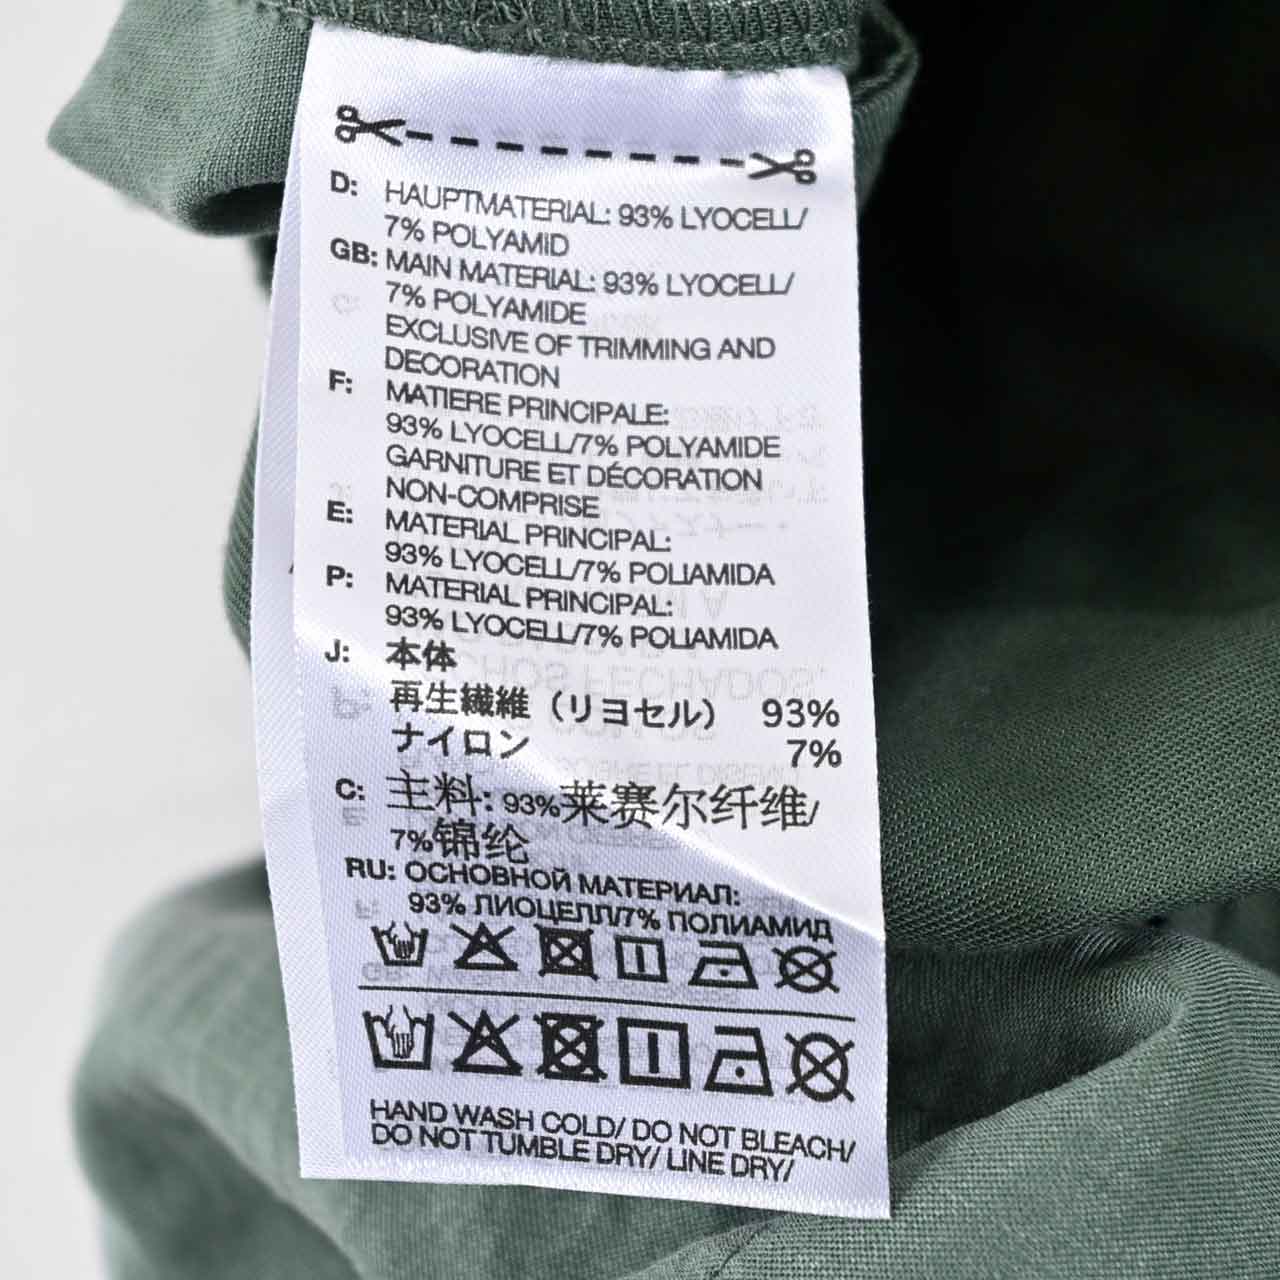 D: HAUPTMATERIAL: 93% LYOCELL/
7% POLYAMID
GB: MAIN MATERIAL: 93% LYOCELL/
7% POLYAMIDE
EXCLUSIVE OF TRIMMING AND
DECORATION
F: MATIERE PRINCIPALE:
93% LYOCELL/7% POLYAMIDE
GARNITURE ET DÉCORATION
NON-COMPRISE
E: MATERIAL PRINCIPAL:
93% LYOCELL/7% POLIAMIDA
P: MATERIAL PRINCIPAL:
93% LYOCELL/7% POLIAMIDA
J: 本体
再生繊維（リヨセル） 93%
ナイロン 7%
C: 主料: 93%莱赛尔纤维/
7%锦纶
RU: ОСНОВНОЙ МАТЕРИАЛ:
93% ЛИОЦЕЛЛ/7% ПОЛИАМИД
HAND WASH COLD/ DO NOT BLEACH/
DO NOT TUMBLE DRY/ LINE DRY/